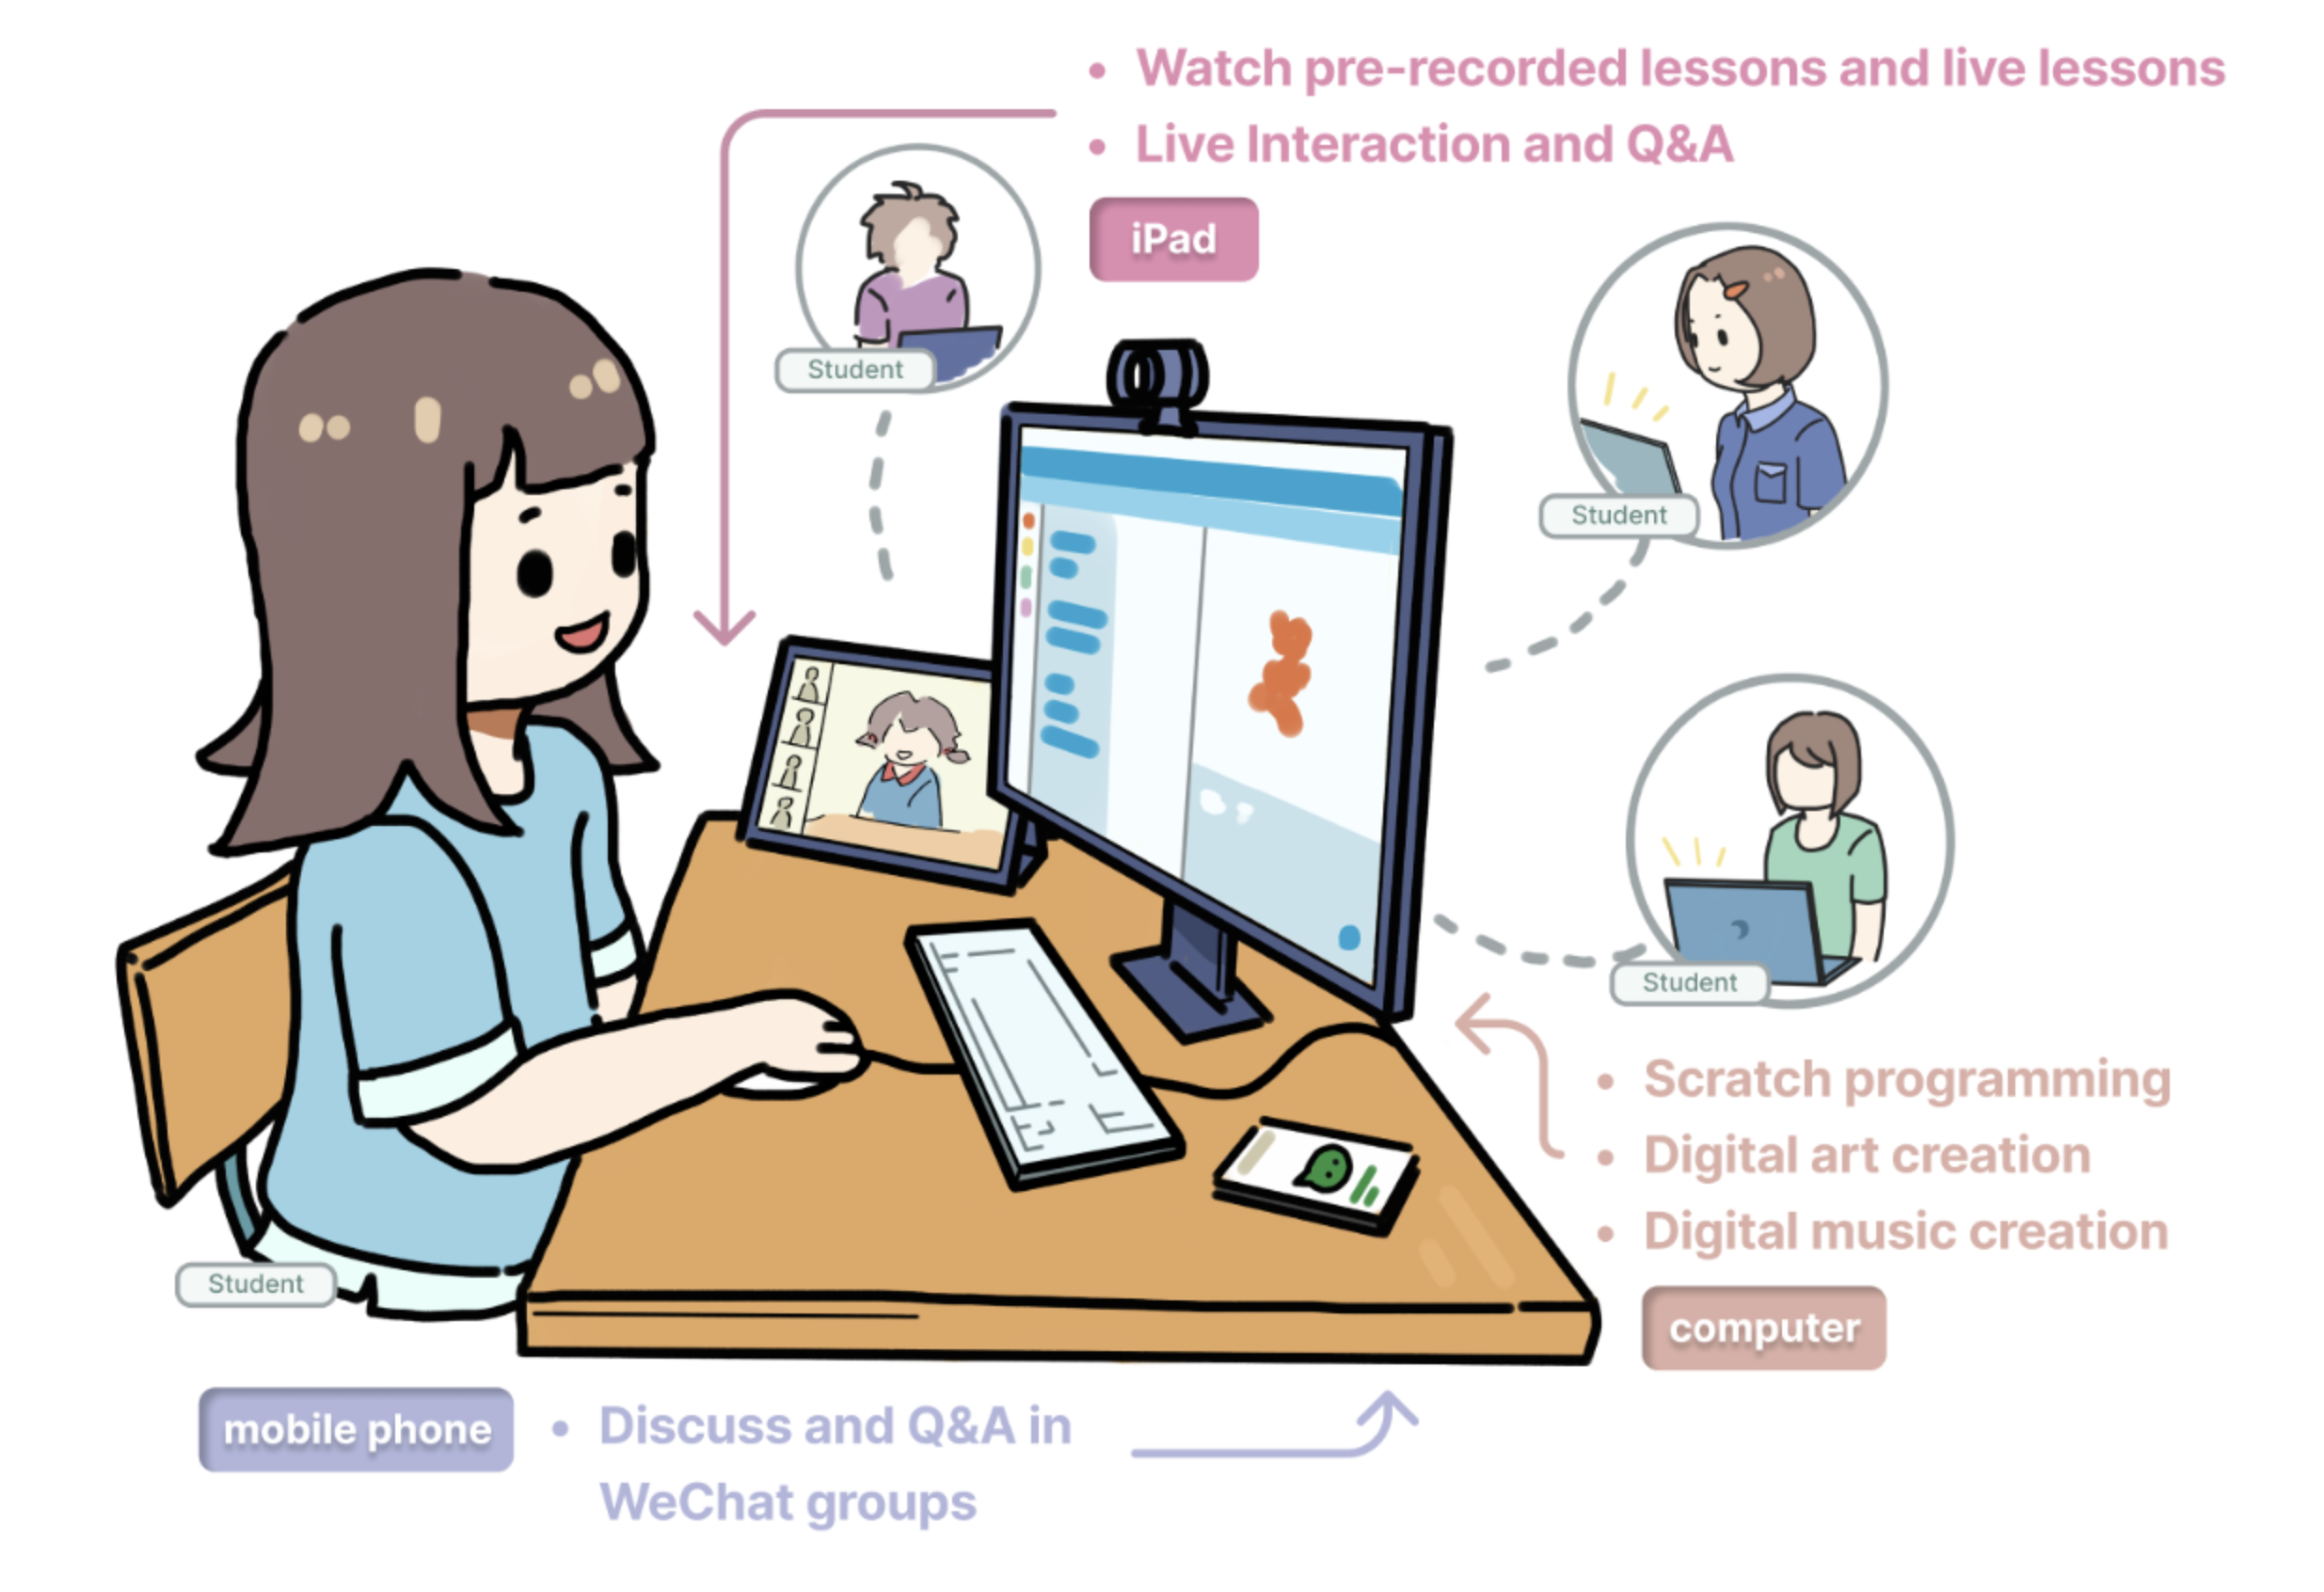 • Watch pre-recorded lessons and live lessons
• Live Interaction and Q&A
iPad
Student
Student
Student
• Scratch programming
• Digital art creation
• Digital music creation
computer
Student
mobile phone
• Discuss and Q&A in
WeChat groups